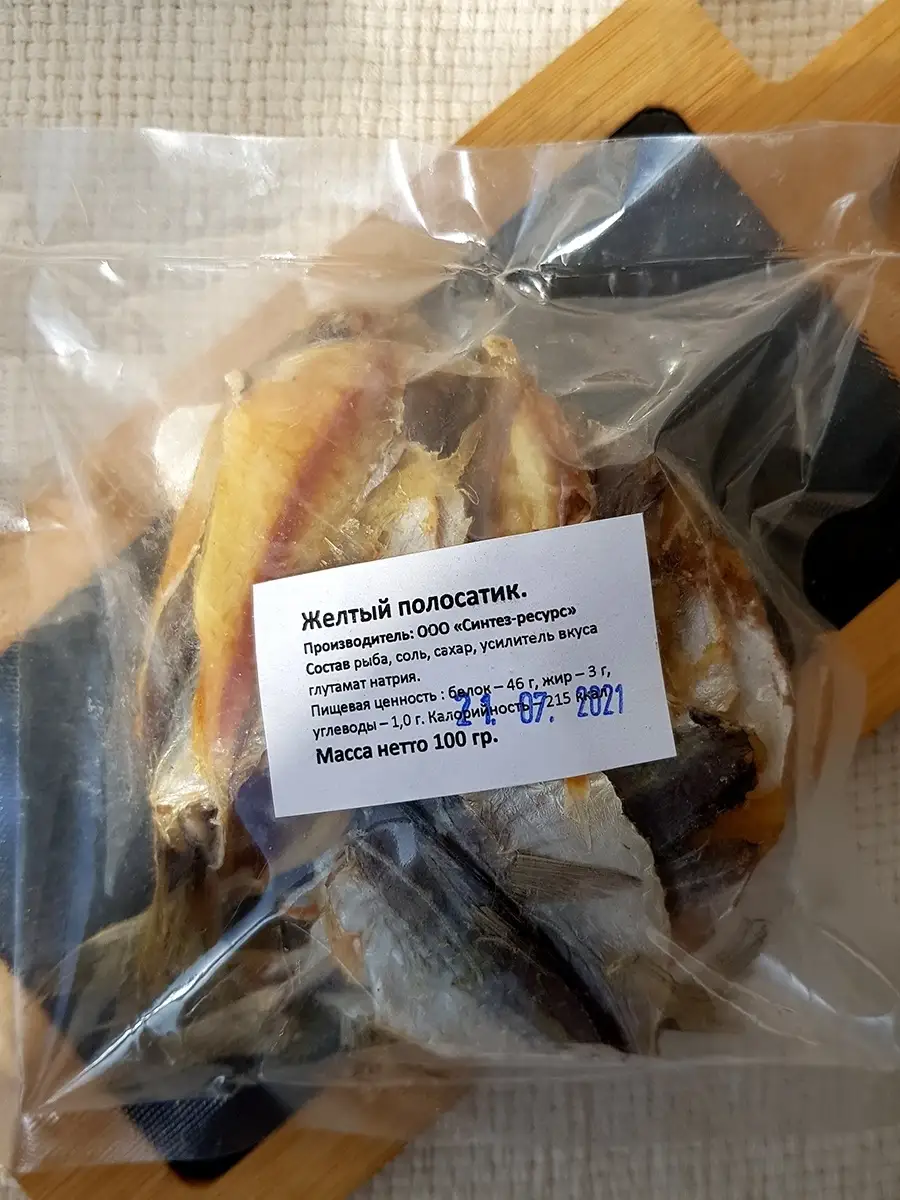 Желтый полосатик.
Производитель: ООО «Синтез-ресурс»
Состав рыба, соль, сахар, усилитель вкуса
глутамат натрия.
Пищевая ценность : белок – 46 г, жир – 3 г,
углеводы – 1,0 г. Калорийность – 215 ккал
21. 07. 2021
Масса нетто 100 гр.